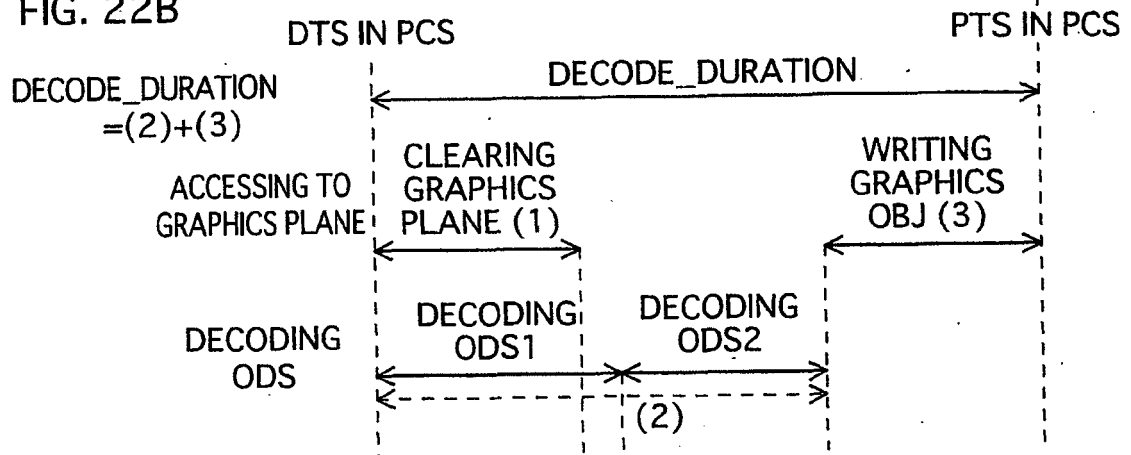 FIG. 22B
DTS IN PCS
PTS IN PCS
DECODE_DURATION
=(2)+(3)
DECODE_DURATION
ACCESSING TO
GRAPHICS PLANE
CLEARING
GRAPHICS
PLANE (1)
WRITING
GRAPHICS
OBJ (3)
DECODING
ODS
DECODING
ODS1
DECODING
ODS2
(2)